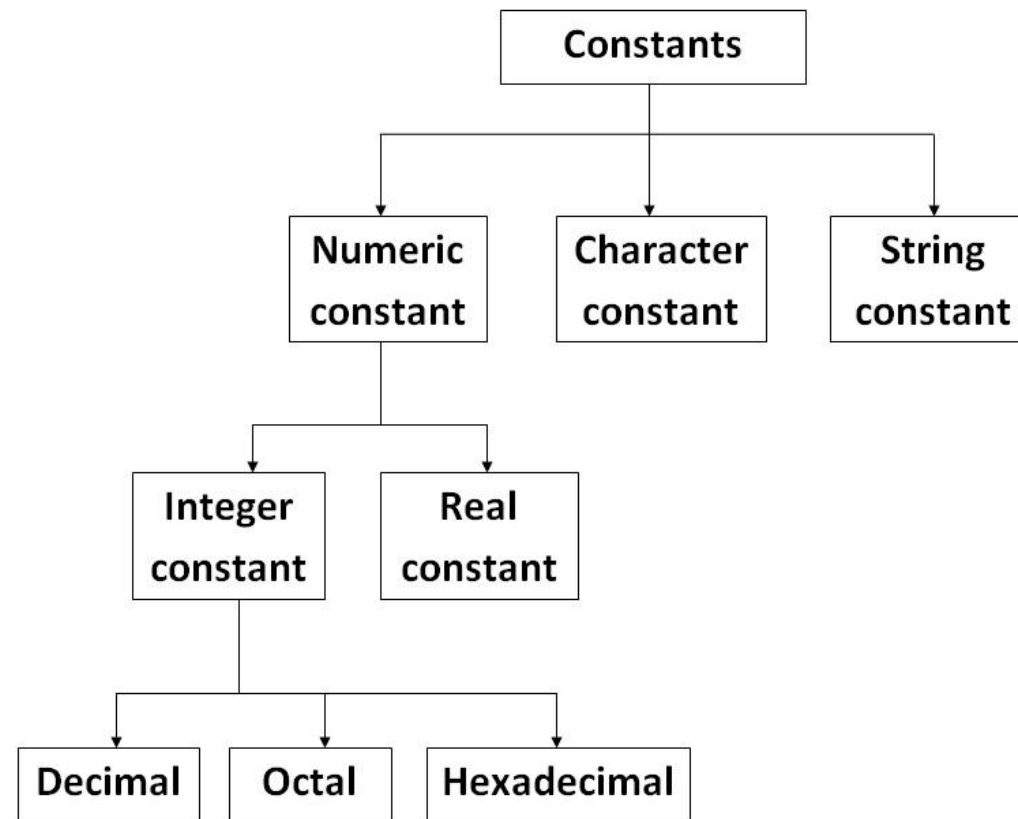 Constants
Numeric
constant
Character
constant
String
constant
Integer
constant
Real
constant
Decimal
Octal
Hexadecimal